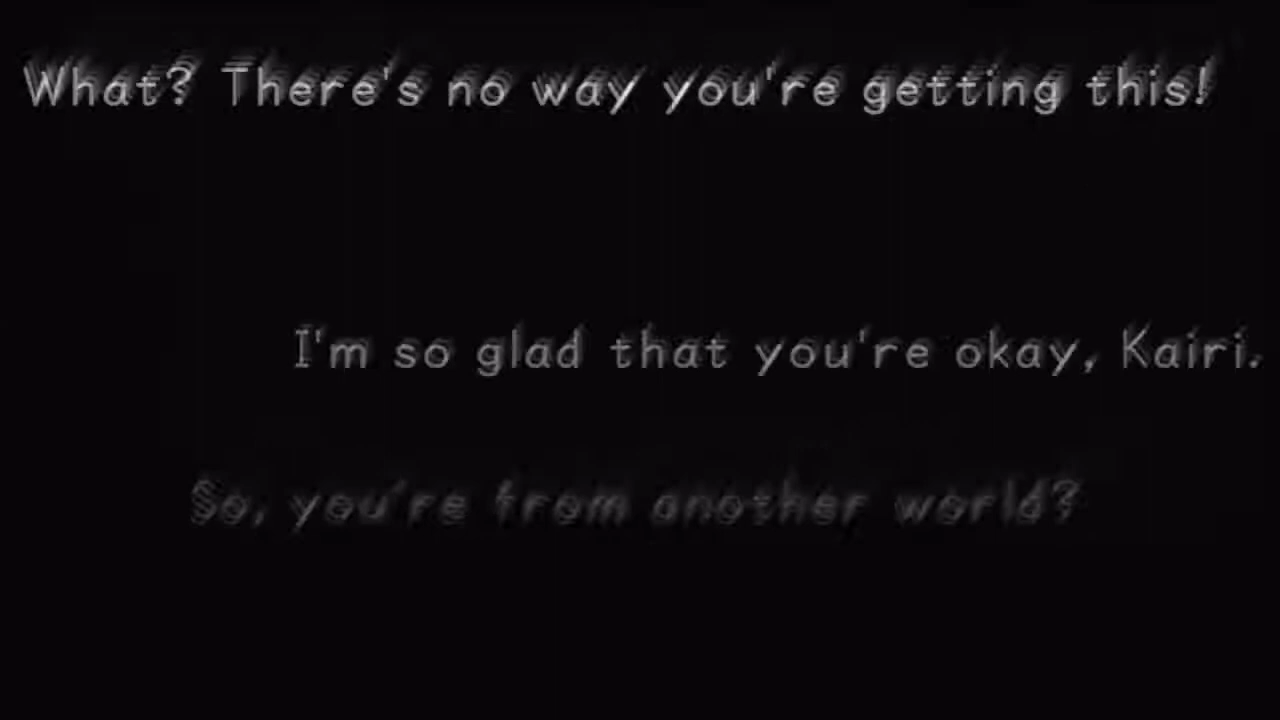 What? There's no way you're getting this!
I'm so glad that you're okay, Kairi.
So, you're from another world?